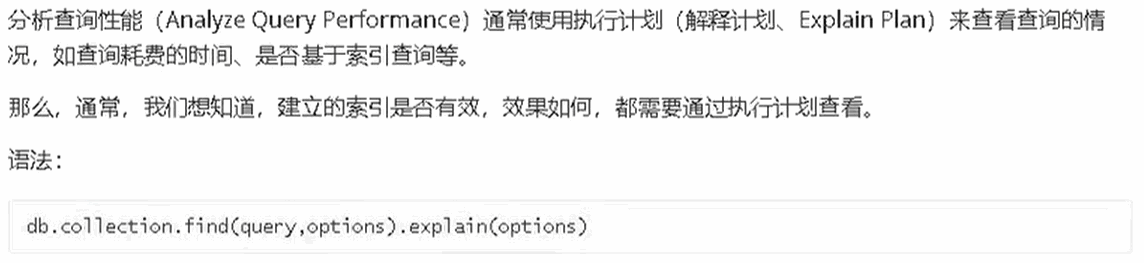 分析查询性能（Analyze Query Performance）通常使用执行计划（解释计划、Explain Plan）来查看查询的情
况，如查询耗费的时间、是否基于索引查询等。
那么，通常，我们想知道，建立的索引是否有效，效果如何，都需要通过执行计划查看。
语法：
db.collection.find(query,options).explain(options)